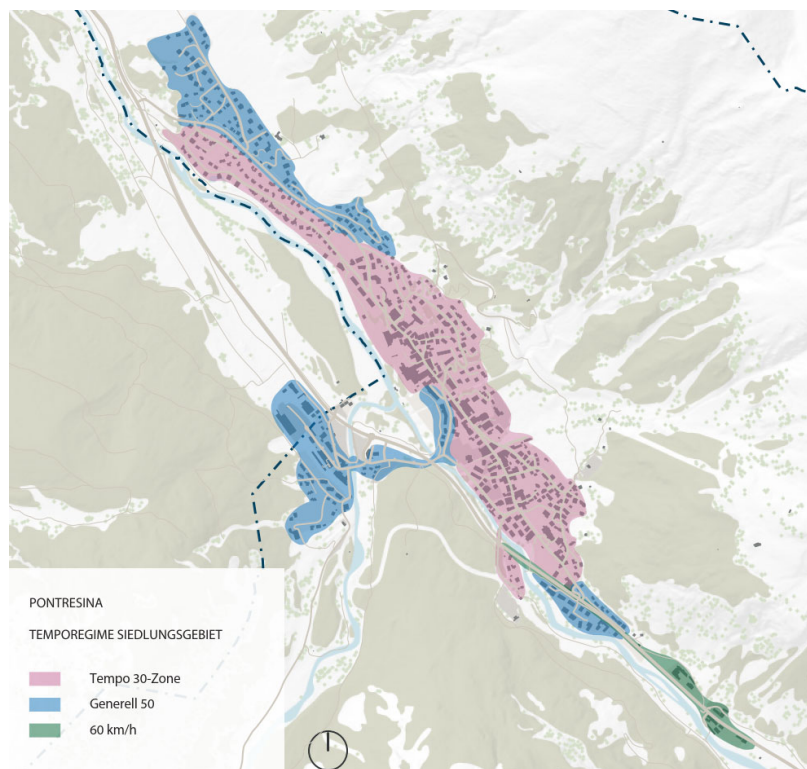 PONTRESINA
TEMPOREGIME SIEDLUNGSGEBIET
Tempo 30-Zone
Generell 50
60 km/h